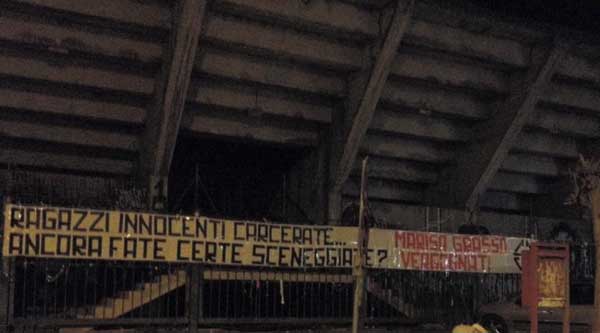 RAGAZZI INNOCENTI CARCERATE...
ANCORA FATE CERTE SCENEGGIATE?
MARISA GRASSO
VERGOGNATI